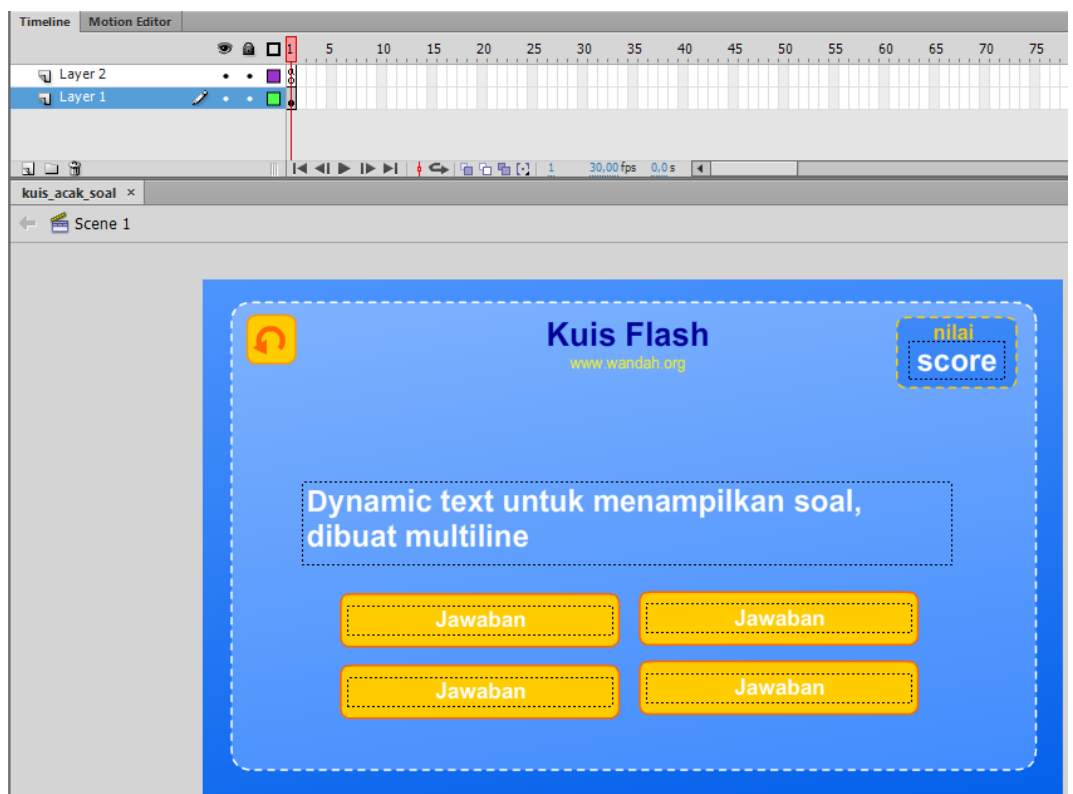 Timeline Motion Editor
1 5 10 15 20 25 30 35 40 45 50 55 60 65 70 75
Layer 2
Layer 1
1 30,00 fps 0,0 s
kuis_acak_soal ×
Scene 1
Kuis Flash
www.wandah.org
nilai
score
Dynamic text untuk menampilkan soal,
dibuat multiline
Jawaban Jawaban
Jawaban Jawaban